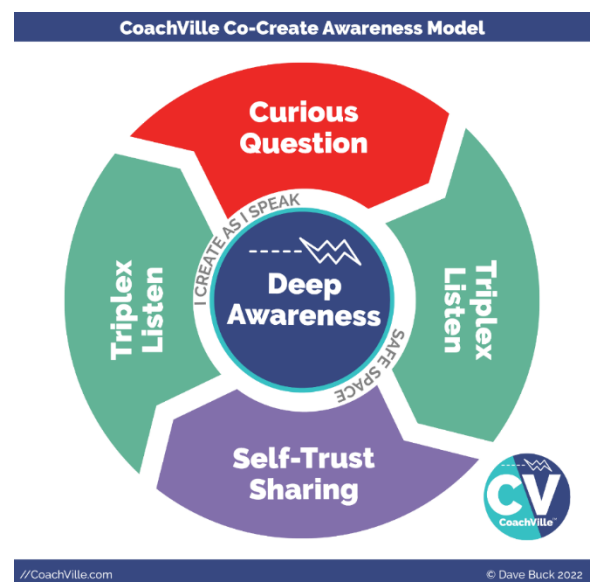 CoachVille Co-Create Awareness Model
Curious
Question
Triplex
Listen
I CREATE AS I SPEAK
Deep
Awareness
SAFE SPACE
Triplex
Listen
Self-Trust
Sharing
CV
CoachVille™
//CoachVille.com
© Dave Buck 2022